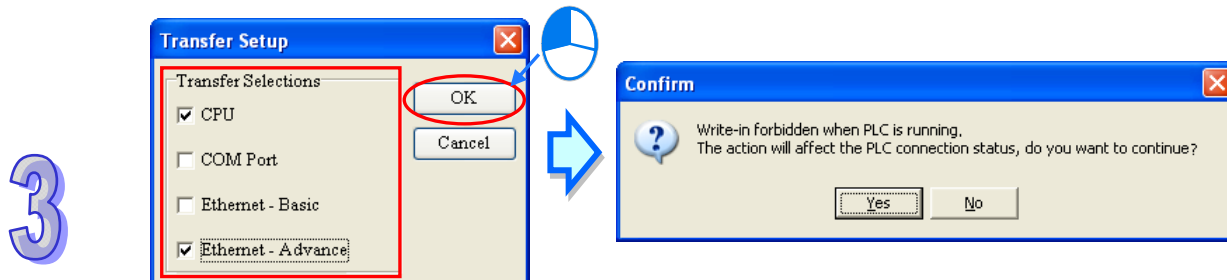 3
Transfer Setup
Transfer Selections
CPU
COM Port
Ethernet - Basic
Ethernet - Advance
OK
Cancel
Confirm
Write-in forbidden when PLC is running,
The action will affect the PLC connection status, do you want to continue?
Yes
No